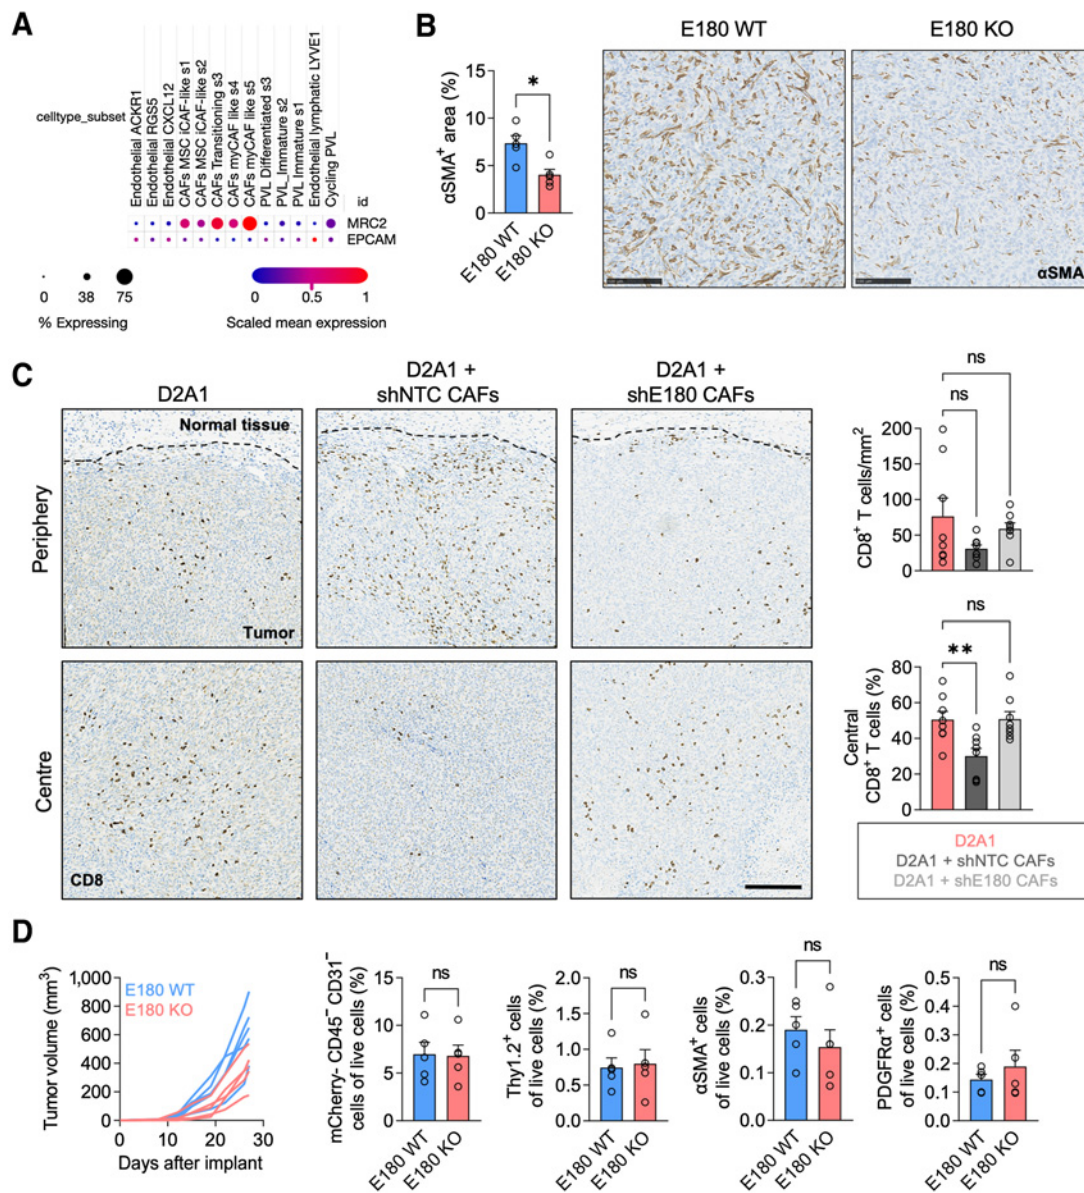 A
celltype_subset
Endothelial ACKR1
Endothelial RGS5
Endothelial CXCL12
CAFs MSC iCAF-like s1
CAFs MSC iCAF-like s2
CAFs Transitioning s3
CAFs myCAF like s4
CAFs myCAF like s5
PVL Differentiated s3
PVL_Immature s2
PVL Immature s1
Endothelial lymphatic LYVE1
Cycling PVL
id
MRC2
EPCAM
0 38 75
% Expressing
0 0.5 1
Scaled mean expression
B
αSMA⁺ area (%)
15
10
5
0
*
E180 WT
E180 KO
E180 WT
E180 KO
αSMA
C
D2A1
D2A1 +
shNTC CAFs
D2A1 +
shE180 CAFs
Periphery
Normal tissue
Tumor
Centre
CD8
ns
ns
CD8⁺ T cells/mm²
200
150
100
50
0
ns
**
Central
CD8⁺ T cells (%)
80
60
40
20
0
D2A1
D2A1 + shNTC CAFs
D2A1 + shE180 CAFs
D
Tumor volume (mm³)
1,000
800
600
400
200
0
E180 WT
E180 KO
0 10 20 30
Days after implant
mCherry- CD45⁻ CD31⁻
cells of live cells (%)
15
10
5
0
ns
E180 WT
E180 KO
Thy1.2⁺ cells
of live cells (%)
2.0
1.5
1.0
0.5
0.0
ns
E180 WT
E180 KO
αSMA⁺ cells
of live cells (%)
0.3
0.2
0.1
0.0
ns
E180 WT
E180 KO
PDGFRα⁺ cells
of live cells (%)
0.5
0.4
0.3
0.2
0.1
0.0
ns
E180 WT
E180 KO